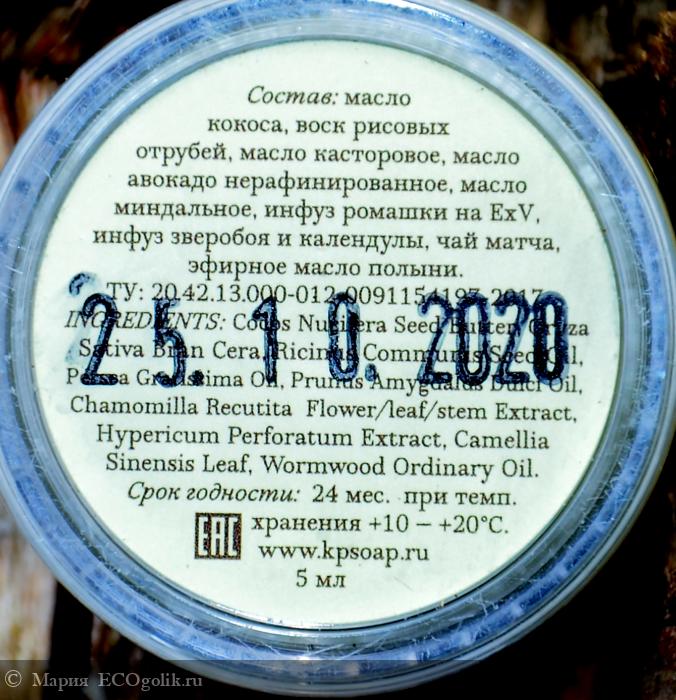 Состав: масло
кокоса, воск рисовых
отрубей, масло касторовое, масло
авокадо нерафинированное, масло
миндальное, инфуз ромашки на ExV,
инфуз зверобоя и календулы, чай матча,
эфирное масло полыни.
ТУ: 20.42.13.000-012-0091154193-2017
25.10.2020
INGREDIENTS: Cocos Nucifera Seed Butter, Oryza
Sativa Bran Cera, Ricinus Communis Seed Oil,
Persea Gratissima Oil, Prunus Amygdalus Dulci Oil,
Chamomilla Recutita Flower/leaf/stem Extract,
Hypericum Perforatum Extract, Camellia
Sinensis Leaf, Wormwood Ordinary Oil.
Срок годности: 24 мес. при темп.
EAC хранения +10 – +20°C.
www.kpsoap.ru
5 мл
© Мария ECOgolik.ru